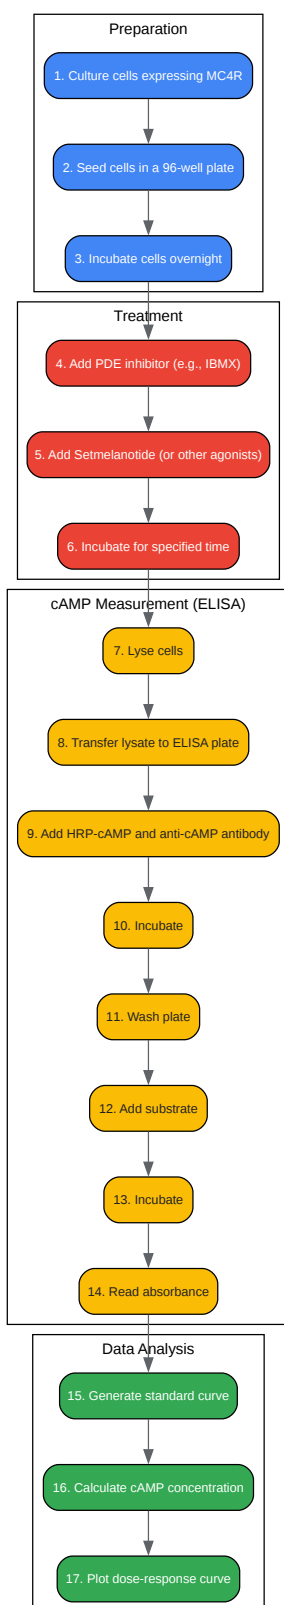 Preparation
1. Culture cells expressing MC4R
2. Seed cells in a 96-well plate
3. Incubate cells overnight
Treatment
4. Add PDE inhibitor (e.g., IBMX)
5. Add Setmelanotide (or other agonists)
6. Incubate for specified time
cAMP Measurement (ELISA)
7. Lyse cells
8. Transfer lysate to ELISA plate
9. Add HRP-cAMP and anti-cAMP antibody
10. Incubate
11. Wash plate
12. Add substrate
13. Incubate
14. Read absorbance
Data Analysis
15. Generate standard curve
16. Calculate cAMP concentration
17. Plot dose-response curve